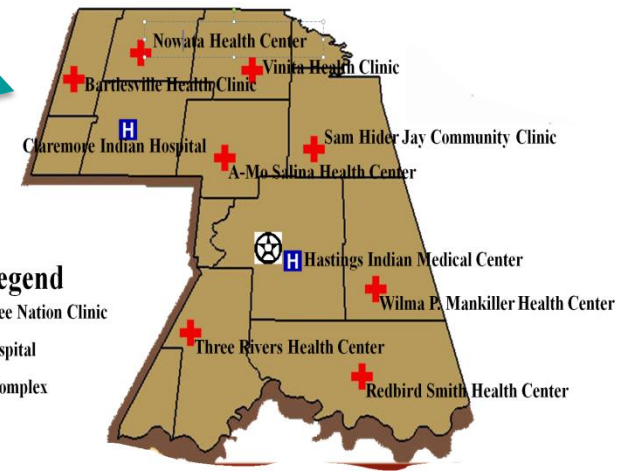 Nowata Health Center
Vinita Health Clinic
Bartlesville Health Clinic
H
Claremore Indian Hospital
Sam Hider Jay Community Clinic
A-Mo Salina Health Center
H Hastings Indian Medical Center
Wilma P. Mankiller Health Center
Three Rivers Health Center
Redbird Smith Health Center
egend
ee Nation Clinic
spital
omplex